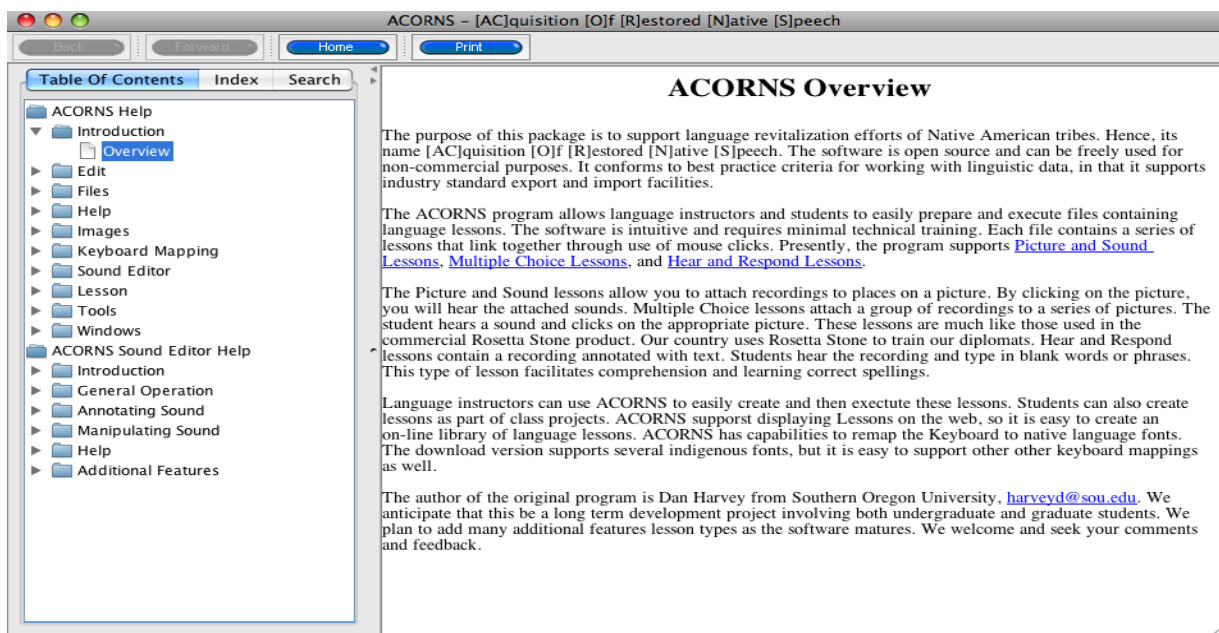 ACORNS – [AC]quisition [O]f [R]estored [N]ative [S]peech
Back Forward Home Print
Table Of Contents Index Search
ACORNS Help
Introduction
Overview
Edit
Files
Help
Images
Keyboard Mapping
Sound Editor
Lesson
Tools
Windows
ACORNS Sound Editor Help
Introduction
General Operation
Annotating Sound
Manipulating Sound
Help
Additional Features
ACORNS Overview
The purpose of this package is to support language revitalization efforts of Native American tribes. Hence, its
name [AC]quisition [O]f [R]estored [N]ative [S]peech. The software is open source and can be freely used for
non-commercial purposes. It conforms to best practice criteria for working with linguistic data, in that it supports
industry standard export and import facilities.
The ACORNS program allows language instructors and students to easily prepare and execute files containing
language lessons. The software is intuitive and requires minimal technical training. Each file contains a series of
lessons that link together through use of mouse clicks. Presently, the program supports Picture and Sound
Lessons, Multiple Choice Lessons, and Hear and Respond Lessons.
The Picture and Sound lessons allow you to attach recordings to places on a picture. By clicking on the picture,
you will hear the attached sounds. Multiple Choice lessons attach a group of recordings to a series of pictures. The
student hears a sound and clicks on the appropriate picture. These lessons are much like those used in the
commercial Rosetta Stone product. Our country uses Rosetta Stone to train our diplomats. Hear and Respond
lessons contain a recording annotated with text. Students hear the recording and type in blank words or phrases.
This type of lesson facilitates comprehension and learning correct spellings.
Language instructors can use ACORNS to easily create and then exectute these lessons. Students can also create
lessons as part of class projects. ACORNS supporst displaying Lessons on the web, so it is easy to create an
on-line library of language lessons. ACORNS has capabilities to remap the Keyboard to native language fonts.
The download version supports several indigenous fonts, but it is easy to support other other keyboard mappings
as well.
The author of the original program is Dan Harvey from Southern Oregon University, harveyd@sou.edu. We
anticipate that this be a long term development project involving both undergraduate and graduate students. We
plan to add many additional features lesson types as the software matures. We welcome and seek your comments
and feedback.